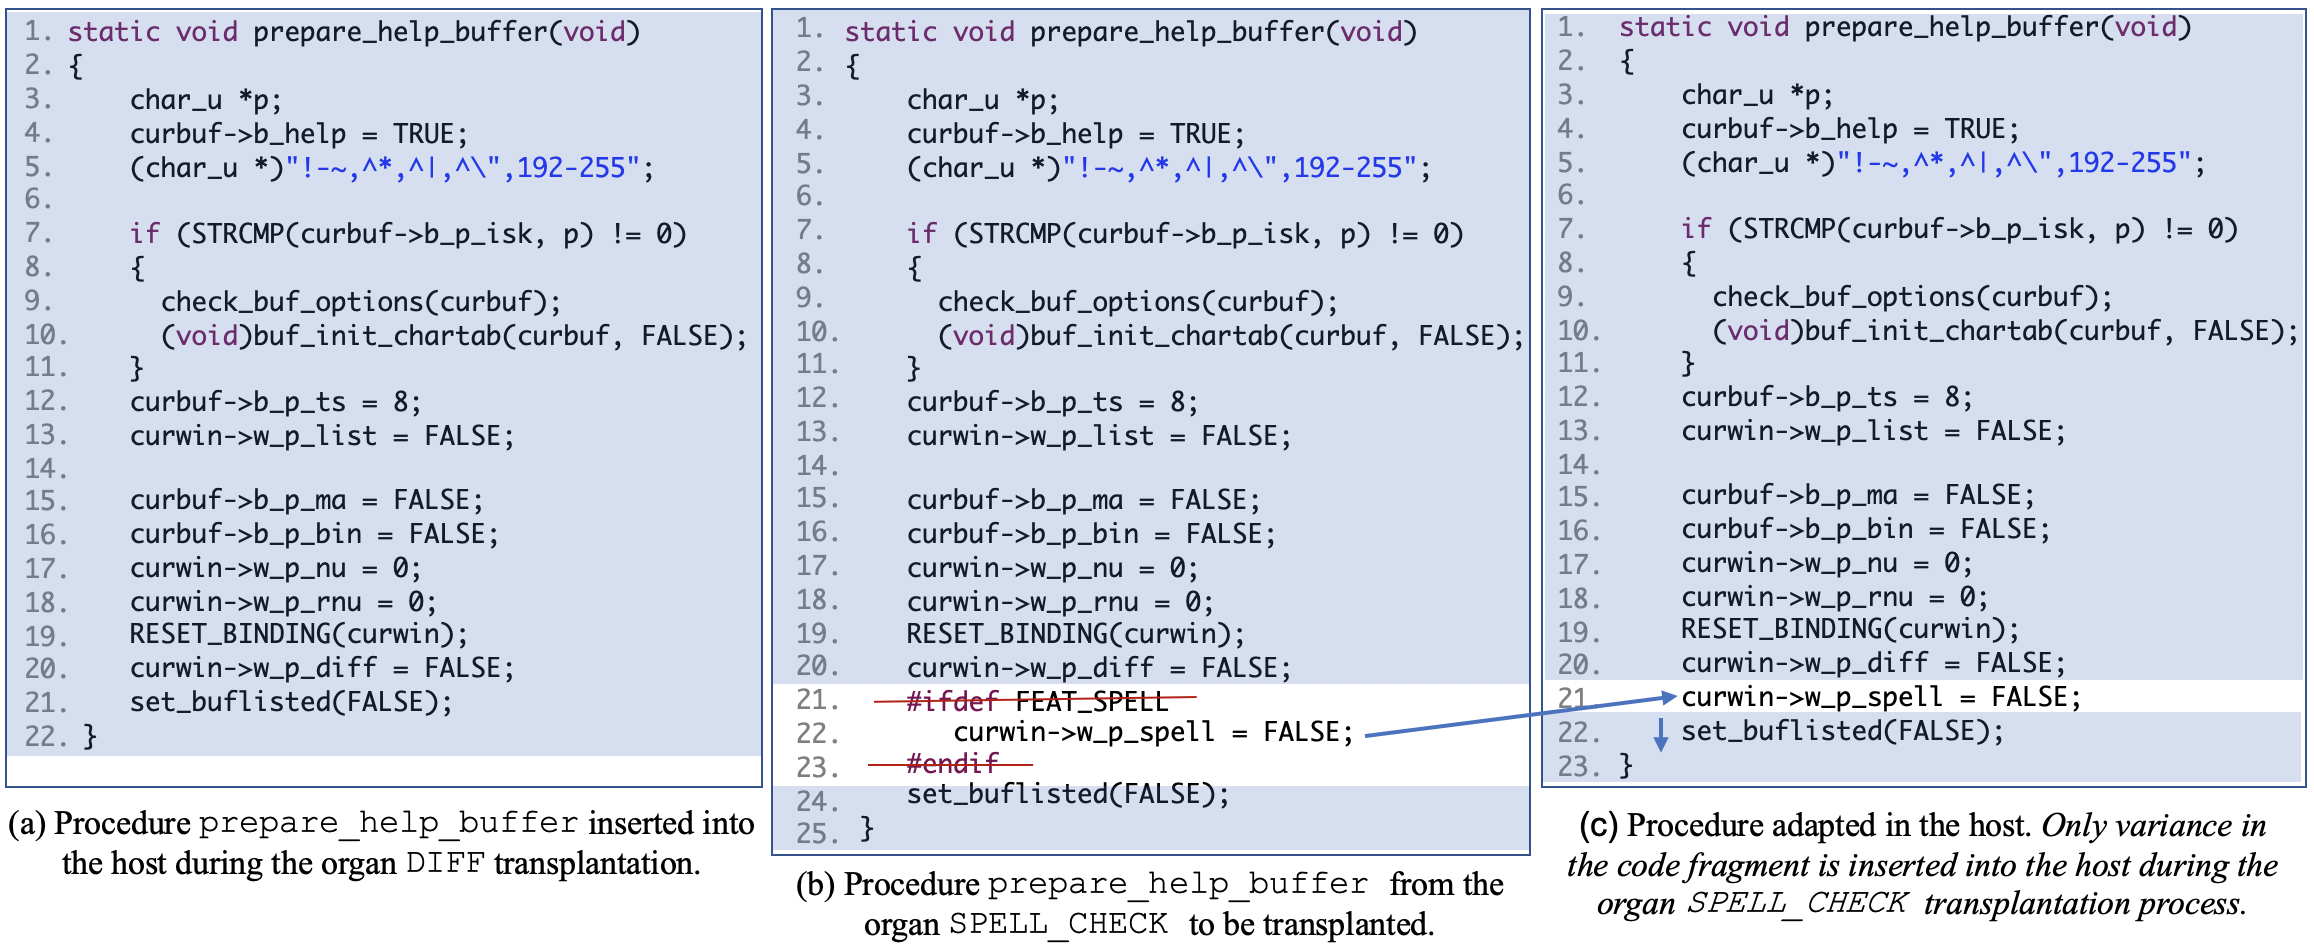 1. static void prepare_help_buffer(void)
2. {
3.     char_u *p;
4.     curbuf->b_help = TRUE;
5.     (char_u *)"!-~,^*,^|,^\",192-255";
6.
7.     if (STRCMP(curbuf->b_p_isk, p) != 0)
8.     {
9.       check_buf_options(curbuf);
10.       (void)buf_init_chartab(curbuf, FALSE);
11.     }
12.     curbuf->b_p_ts = 8;
13.     curwin->w_p_list = FALSE;
14.
15.     curbuf->b_p_ma = FALSE;
16.     curbuf->b_p_bin = FALSE;
17.     curwin->w_p_nu = 0;
18.     curwin->w_p_rnu = 0;
19.     RESET_BINDING(curwin);
20.     curwin->w_p_diff = FALSE;
21.     set_buflisted(FALSE);
22. }
(a) Procedure prepare_help_buffer inserted into
the host during the organ DIFF transplantation.
1. static void prepare_help_buffer(void)
2. {
3.     char_u *p;
4.     curbuf->b_help = TRUE;
5.     (char_u *)"!-~,^*,^|,^\",192-255";
6.
7.     if (STRCMP(curbuf->b_p_isk, p) != 0)
8.     {
9.       check_buf_options(curbuf);
10.       (void)buf_init_chartab(curbuf, FALSE);
11.     }
12.     curbuf->b_p_ts = 8;
13.     curwin->w_p_list = FALSE;
14.
15.     curbuf->b_p_ma = FALSE;
16.     curbuf->b_p_bin = FALSE;
17.     curwin->w_p_nu = 0;
18.     curwin->w_p_rnu = 0;
19.     RESET_BINDING(curwin);
20.     curwin->w_p_diff = FALSE;
21.     #ifdef FEAT_SPELL
22.        curwin->w_p_spell = FALSE;
23.     #endif
24.     set_buflisted(FALSE);
25. }
(b) Procedure prepare_help_buffer from the
organ SPELL_CHECK to be transplanted.
1. static void prepare_help_buffer(void)
2. {
3.     char_u *p;
4.     curbuf->b_help = TRUE;
5.     (char_u *)"!-~,^*,^|,^\",192-255";
6.
7.     if (STRCMP(curbuf->b_p_isk, p) != 0)
8.     {
9.       check_buf_options(curbuf);
10.       (void)buf_init_chartab(curbuf, FALSE);
11.     }
12.     curbuf->b_p_ts = 8;
13.     curwin->w_p_list = FALSE;
14.
15.     curbuf->b_p_ma = FALSE;
16.     curbuf->b_p_bin = FALSE;
17.     curwin->w_p_nu = 0;
18.     curwin->w_p_rnu = 0;
19.     RESET_BINDING(curwin);
20.     curwin->w_p_diff = FALSE;
21.     curwin->w_p_spell = FALSE;
22.     set_buflisted(FALSE);
23. }
(c) Procedure adapted in the host. Only variance in
the code fragment is inserted into the host during the
organ SPELL_CHECK transplantation process.